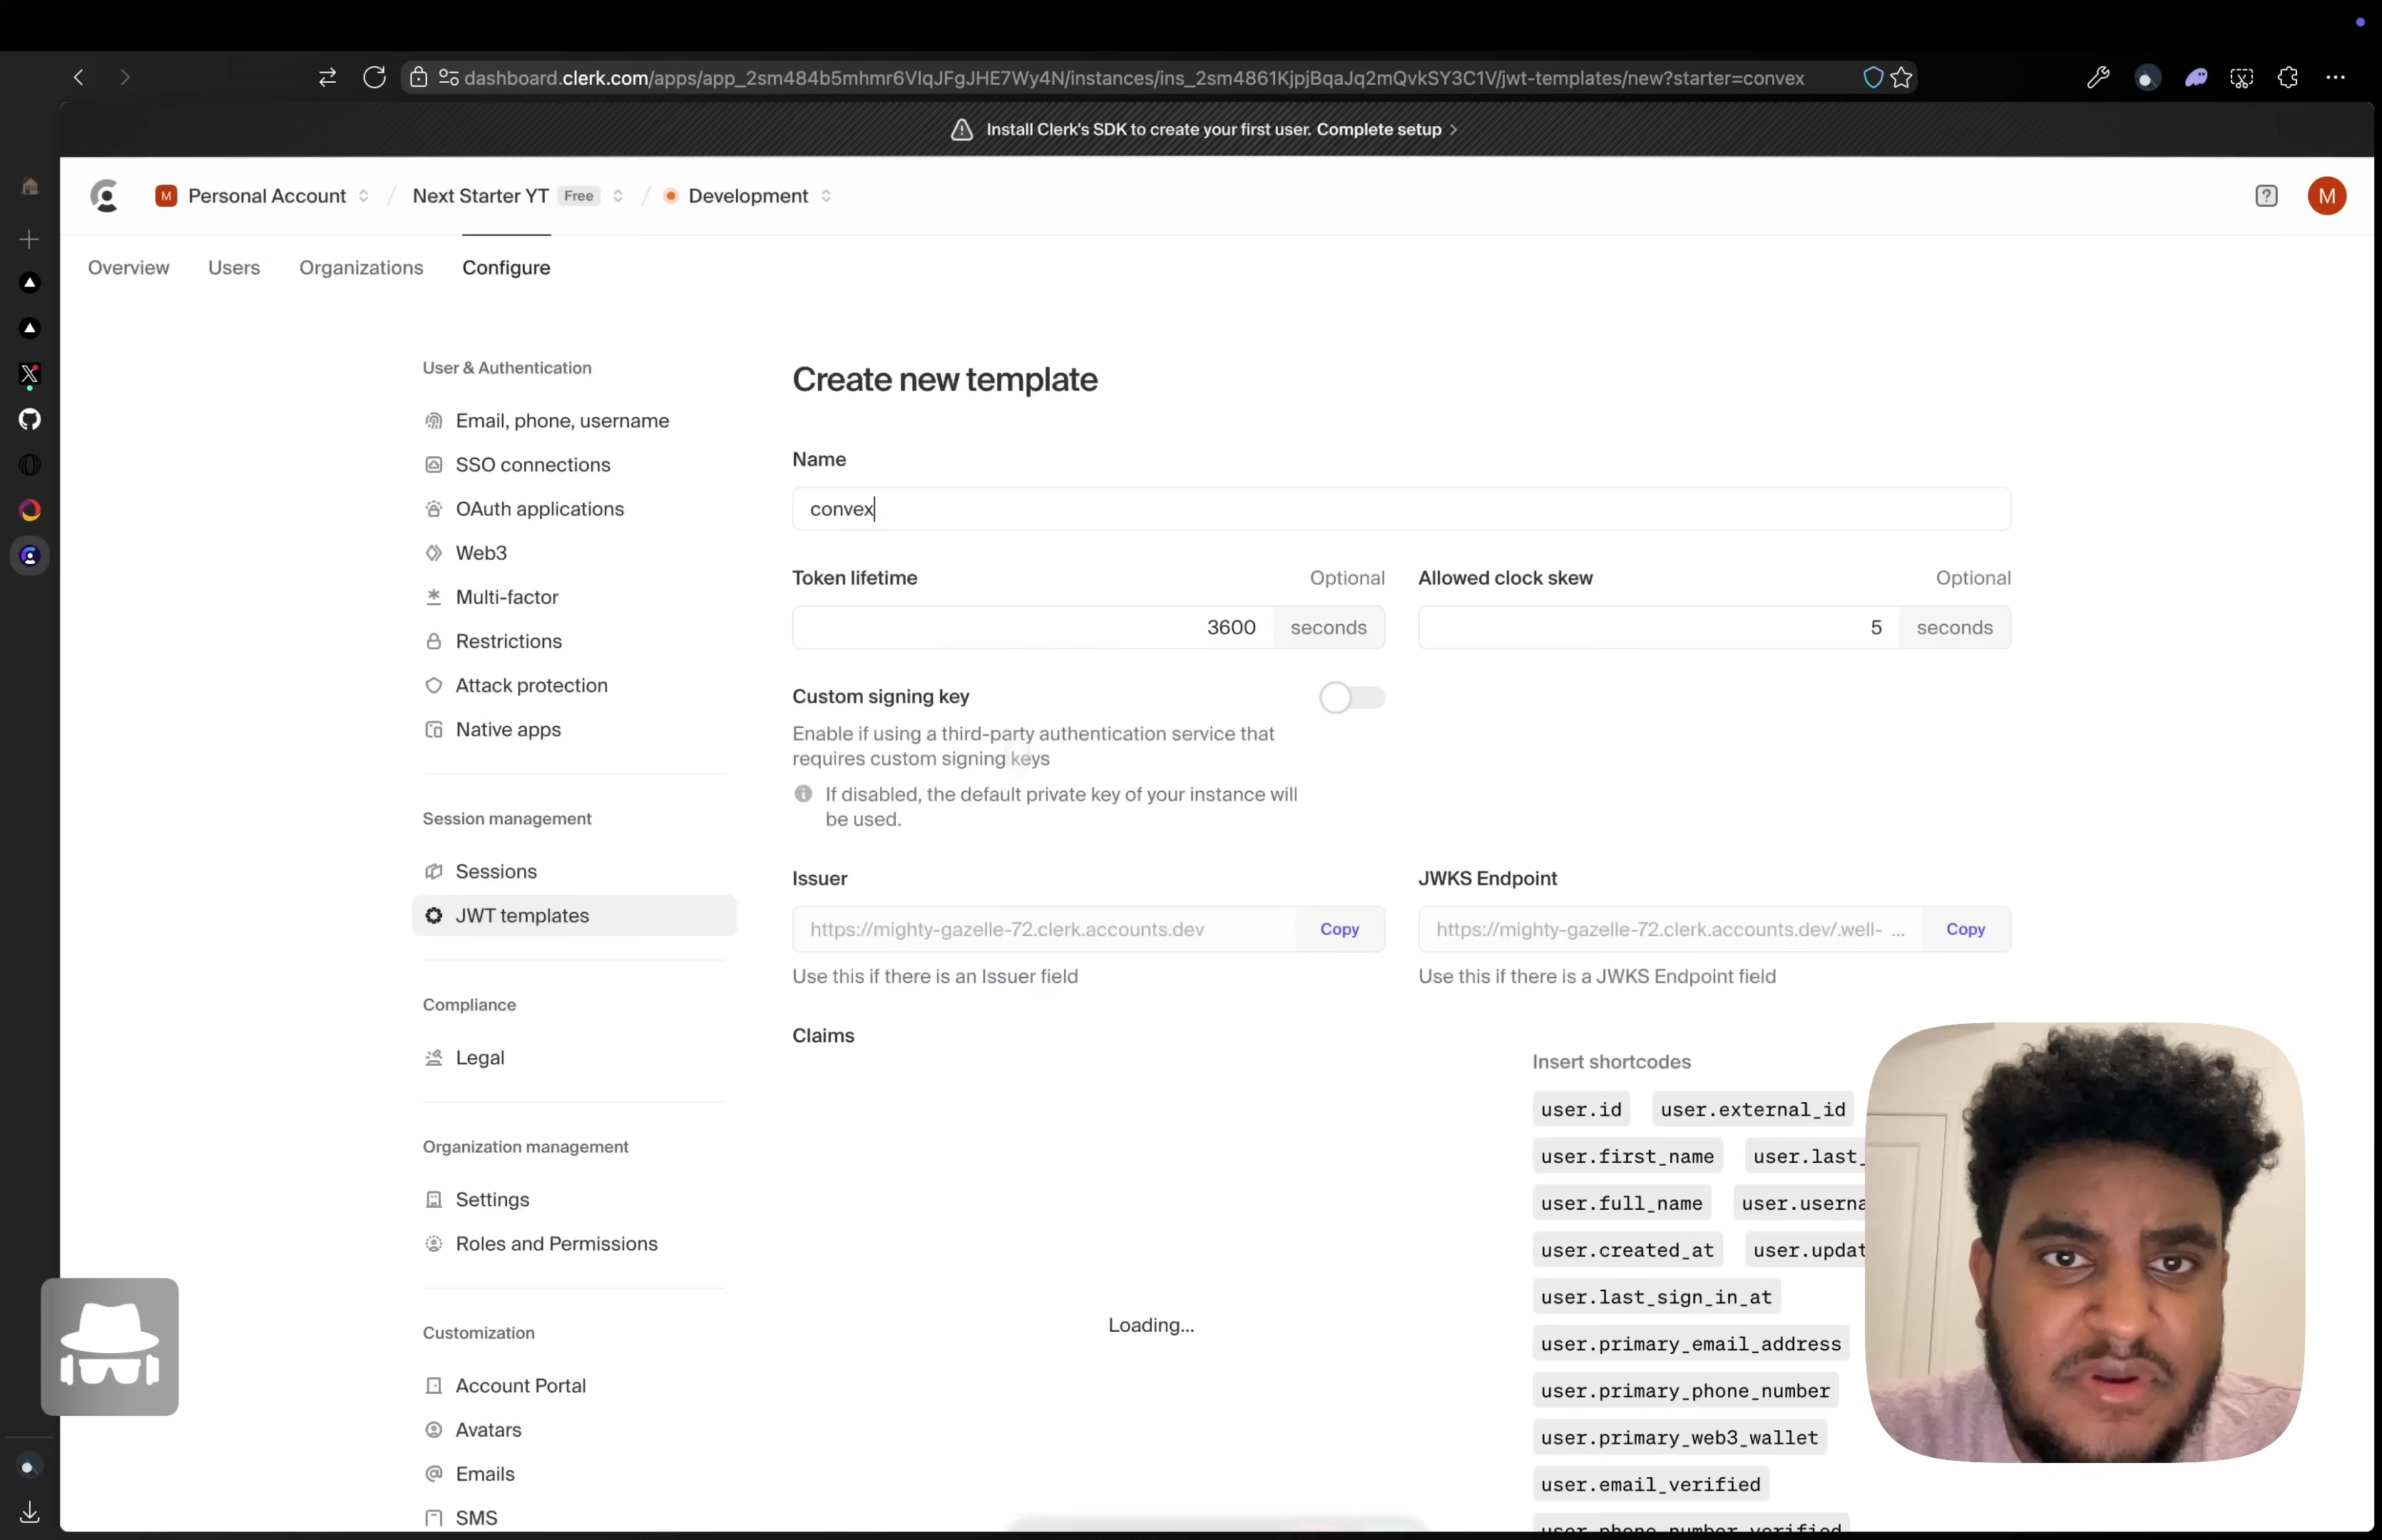 dashboard.clerk.com/apps/app_2sm484b5mhmr6VIqJFgJHE7Wy4N/instances/ins_2sm4861KjpjBqaJq2mQvkSY3C1V/jwt-templates/new?starter=convex
Install Clerk's SDK to create your first user. Complete setup
M Personal Account / Next Starter YT Free / Development
M
Overview Users Organizations Configure
User & Authentication
Email, phone, username
SSO connections
OAuth applications
Web3
Multi-factor
Restrictions
Attack protection
Native apps
Session management
Sessions
JWT templates
Compliance
Legal
Organization management
Settings
Roles and Permissions
Customization
Account Portal
Avatars
Emails
SMS
Create new template
Name
convex
Token lifetime Optional
3600 seconds
Allowed clock skew Optional
5 seconds
Custom signing key
Enable if using a third-party authentication service that
requires custom signing keys
If disabled, the default private key of your instance will
be used.
Issuer
https://mighty-gazelle-72.clerk.accounts.dev Copy
Use this if there is an Issuer field
JWKS Endpoint
https://mighty-gazelle-72.clerk.accounts.dev/.well- ... Copy
Use this if there is a JWKS Endpoint field
Claims
Loading...
Insert shortcodes
user.id user.external_id
user.first_name user.last_
user.full_name user.userna
user.created_at user.updat
user.last_sign_in_at
user.primary_email_address
user.primary_phone_number
user.primary_web3_wallet
user.email_verified
user.phone_number_verified